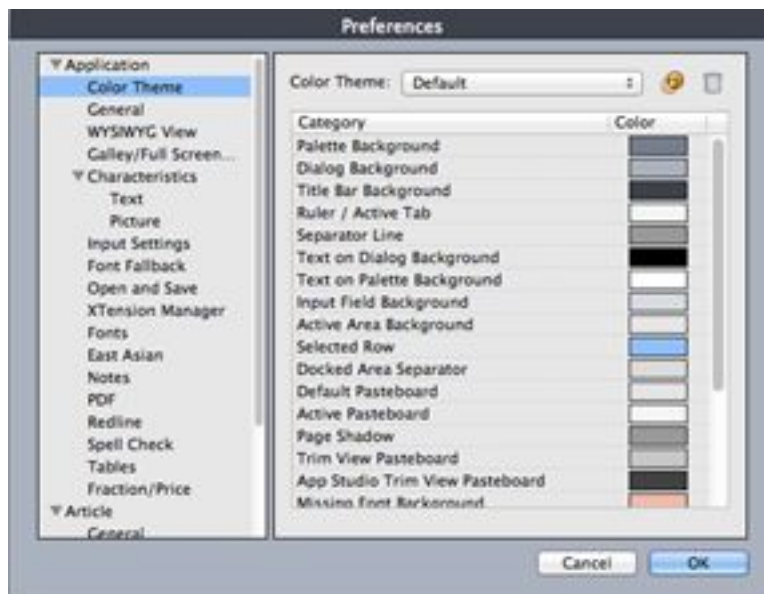 Preferences
Application
Color Theme
General
WYSIWYG View
Galley/Full Screen...
Characteristics
Text
Picture
Input Settings
Font Fallback
Open and Save
XTension Manager
Fonts
East Asian
Notes
PDF
Redline
Spell Check
Tables
Fraction/Price
Article
General
Color Theme: Default
Category Color
Palette Background
Dialog Background
Title Bar Background
Ruler / Active Tab
Separator Line
Text on Dialog Background
Text on Palette Background
Input Field Background
Active Area Background
Selected Row
Docked Area Separator
Default Pasteboard
Active Pasteboard
Page Shadow
Trim View Pasteboard
App Studio Trim View Pasteboard
Missing Font Background
Cancel OK